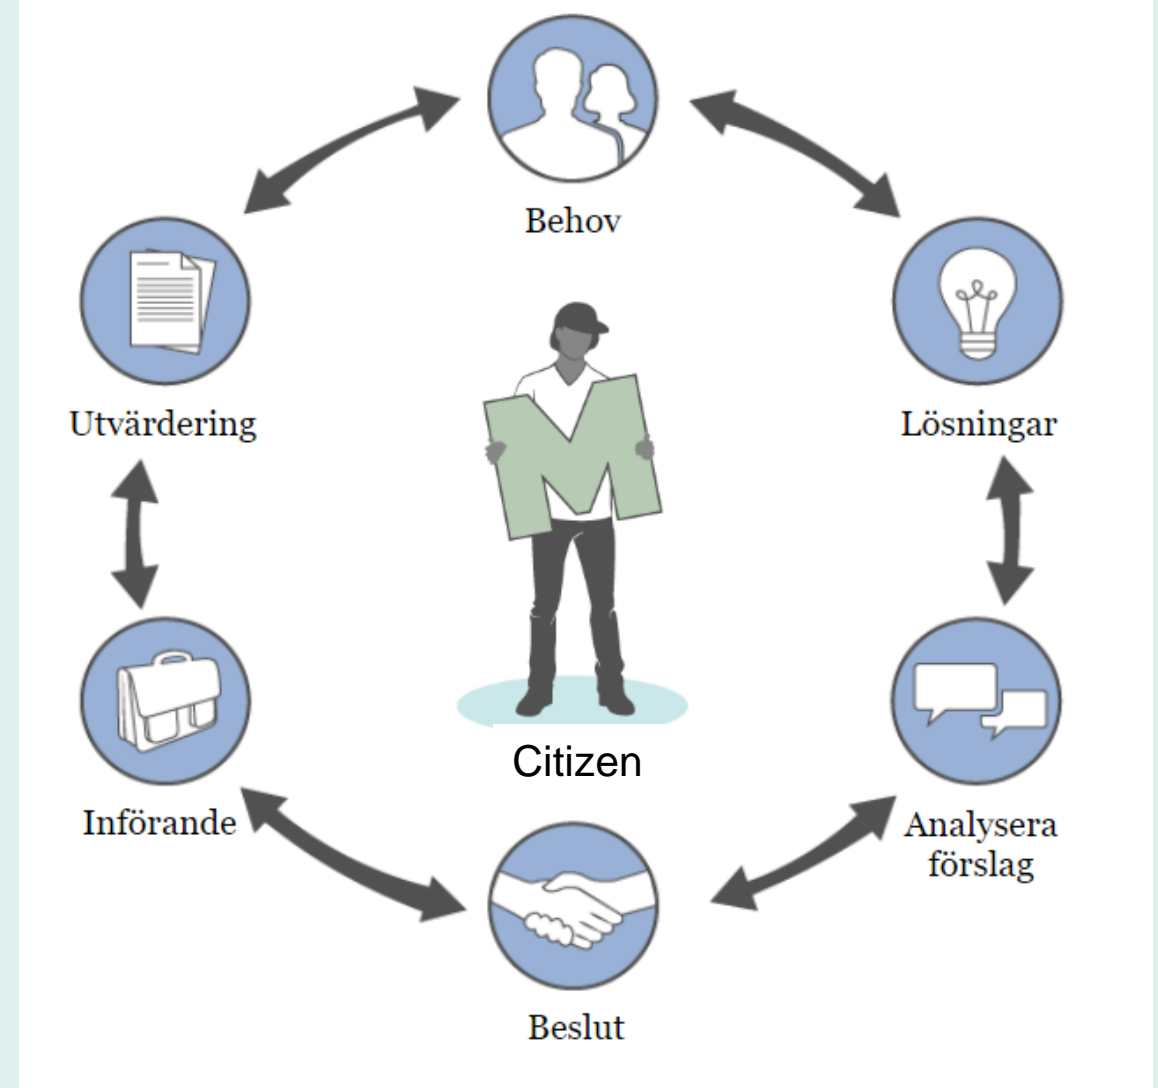 Behov
Utvärdering
Lösningar
M
Citizen
Införande
Analysera
förslag
Beslut